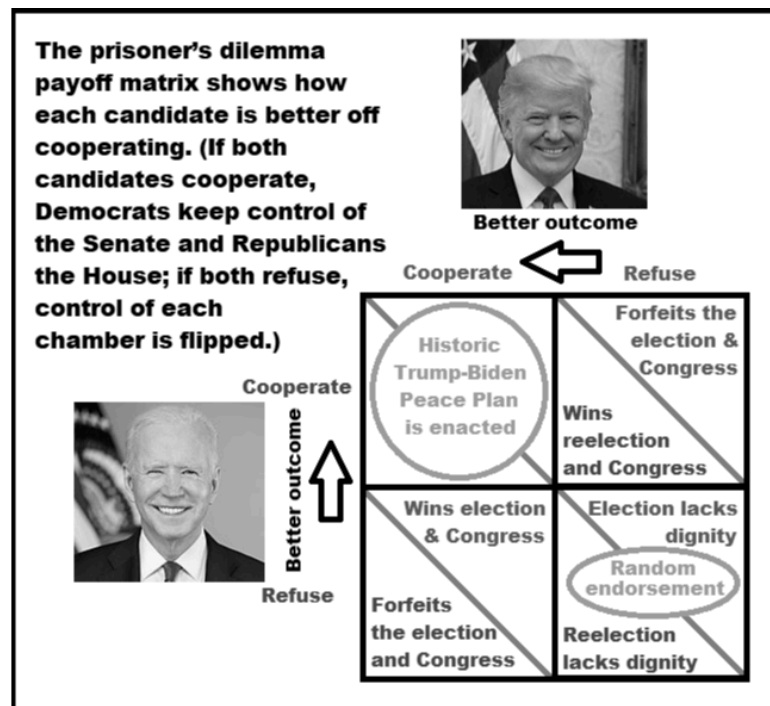 The prisoner’s dilemma
payoff matrix shows how
each candidate is better off
cooperating. (If both
candidates cooperate,
Democrats keep control of
the Senate and Republicans
the House; if both refuse,
control of each
chamber is flipped.)
Better outcome
Cooperate
Refuse
Cooperate
Better outcome
Refuse
Historic
Trump-Biden
Peace Plan
is enacted
Forfeits the
election &
Congress
Wins
reelection
and Congress
Wins election
& Congress
Forfeits
the election
and Congress
Election lacks
dignity
Random
endorsement
Reelection
lacks dignity